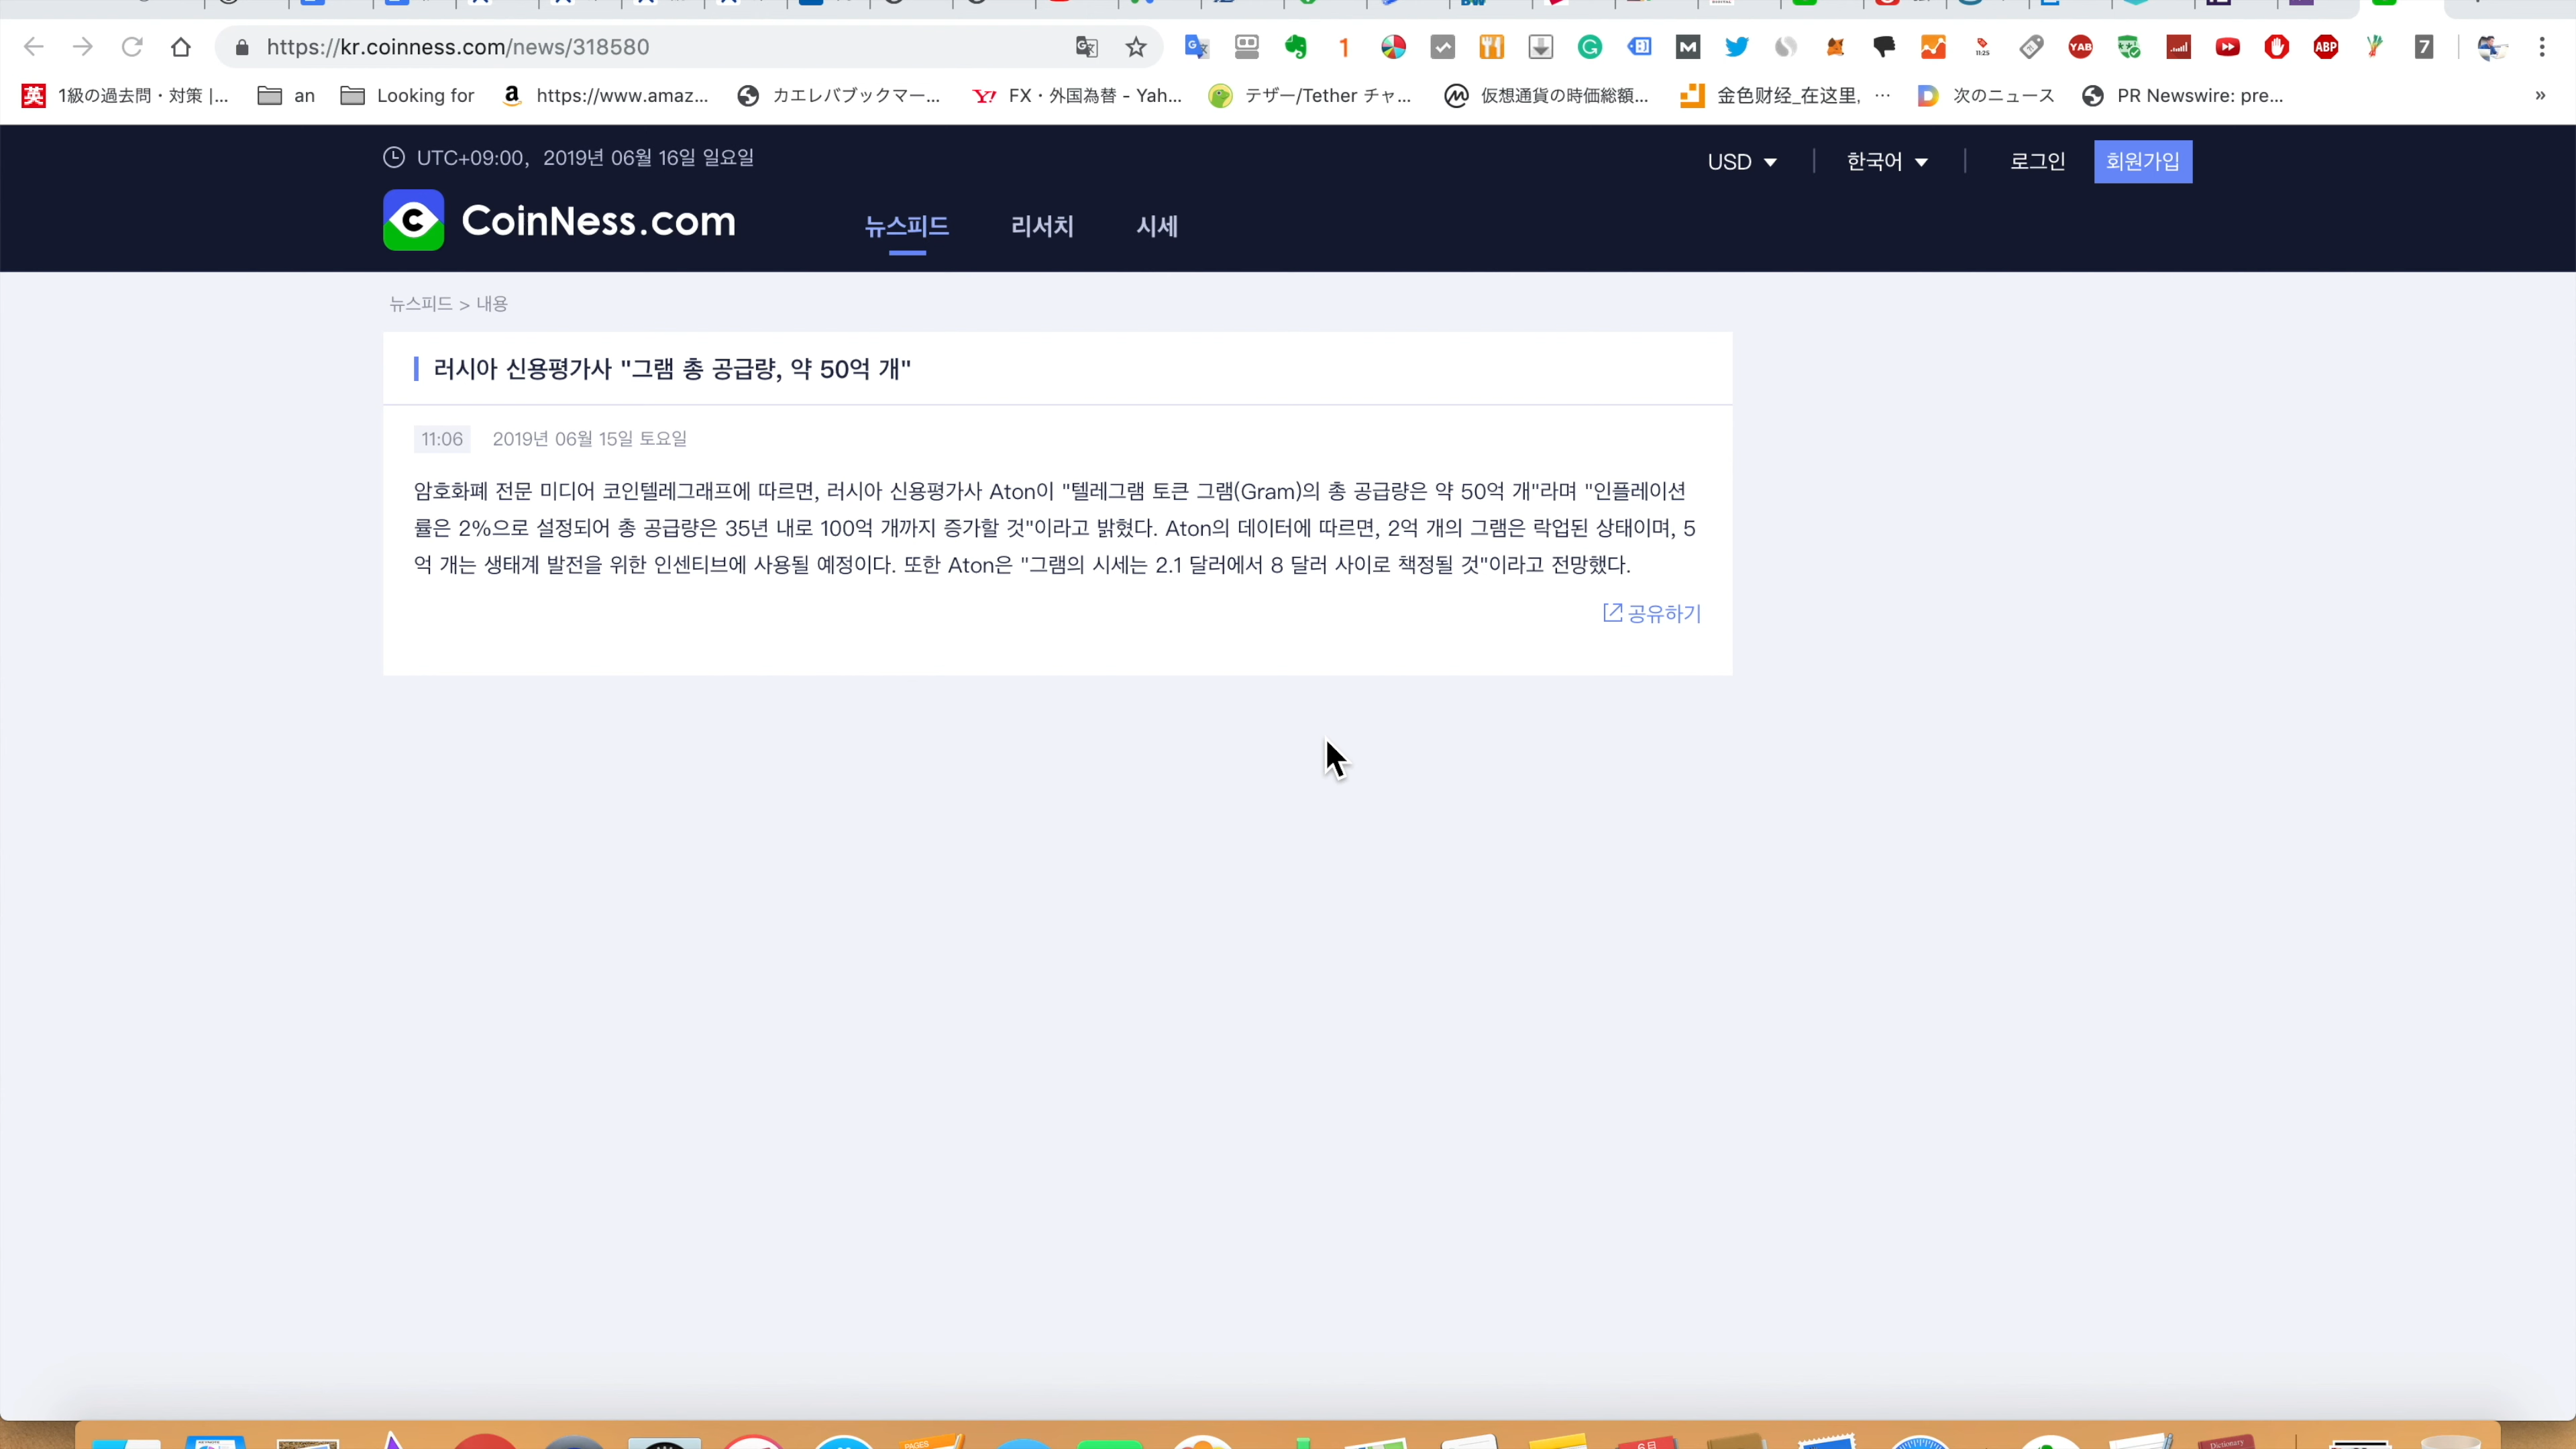 https://kr.coinness.com/news/318580
1級の過去問・対策 |...
an
Looking for
https://www.amaz...
カエレバブックマー...
FX・外国為替 - Yah...
テザー/Tether チャ...
仮想通貨の時価総額...
金色财经_在这里, ...
次のニュース
PR Newswire: pre...
»
UTC+09:00, 2019년 06월 16일 일요일
USD
한국어
로그인
회원가입
CoinNess.com
뉴스피드
리서치
시세
뉴스피드 > 내용
러시아 신용평가사 "그램 총 공급량, 약 50억 개"
11:06
2019년 06월 15일 토요일
암호화폐 전문 미디어 코인텔레그래프에 따르면, 러시아 신용평가사 Aton이 "텔레그램 토큰 그램(Gram)의 총 공급량은 약 50억 개"라며 "인플레이션
률은 2%으로 설정되어 총 공급량은 35년 내로 100억 개까지 증가할 것"이라고 밝혔다. Aton의 데이터에 따르면, 2억 개의 그램은 락업된 상태이며, 5
억 개는 생태계 발전을 위한 인센티브에 사용될 예정이다. 또한 Aton은 "그램의 시세는 2.1 달러에서 8 달러 사이로 책정될 것"이라고 전망했다.
공유하기